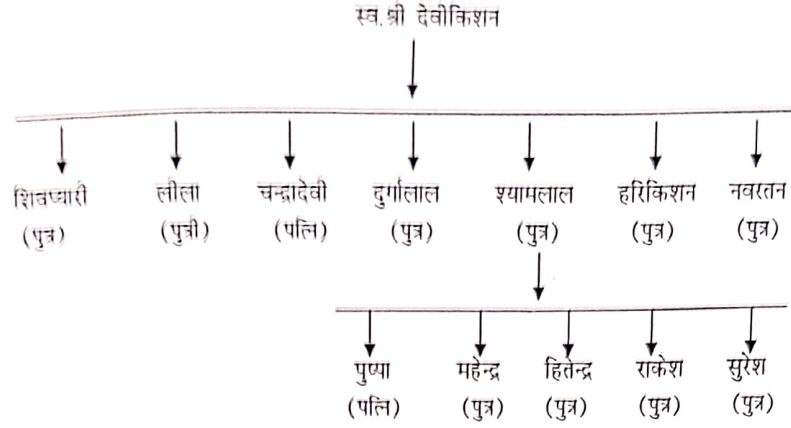 स्व.श्री देवीकिशन
शिवप्यारी लीला चन्द्रादेवी दुर्गालाल श्यामलाल हरिकिशन नवरतन
(पुत्र) (पुत्री) (पत्नि) (पुत्र) (पुत्र) (पुत्र) (पुत्र)
पुष्पा महेन्द्र हितेन्द्र राकेश सुरेश
(पत्नि) (पुत्र) (पुत्र) (पुत्र) (पुत्र)